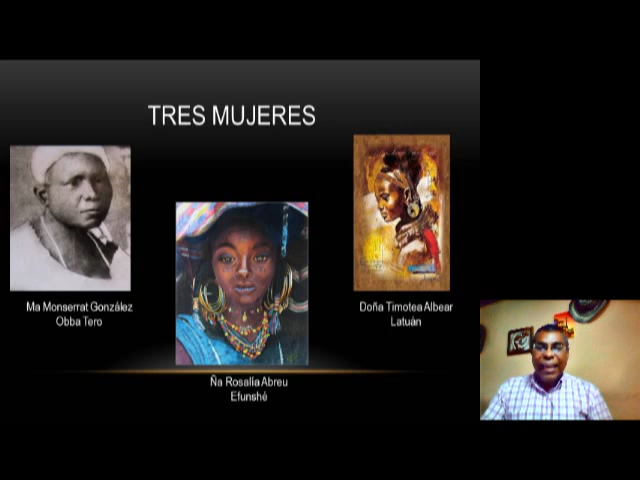 TRES MUJERES
Ma Monserrat González
Obba Tero
Doña Timotea Albear
Latuán
Ña Rosalía Abreu
Efunshé